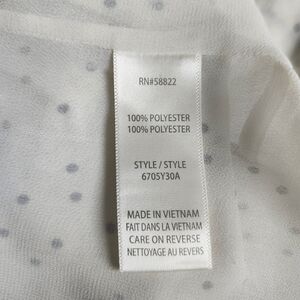 RN#58822
100% POLYESTER
100% POLYESTER
STYLE / STYLE
6705Y30A
MADE IN VIETNAM
FAIT DANS LA VIETNAM
CARE ON REVERSE
NETTOYAGE AU REVERS